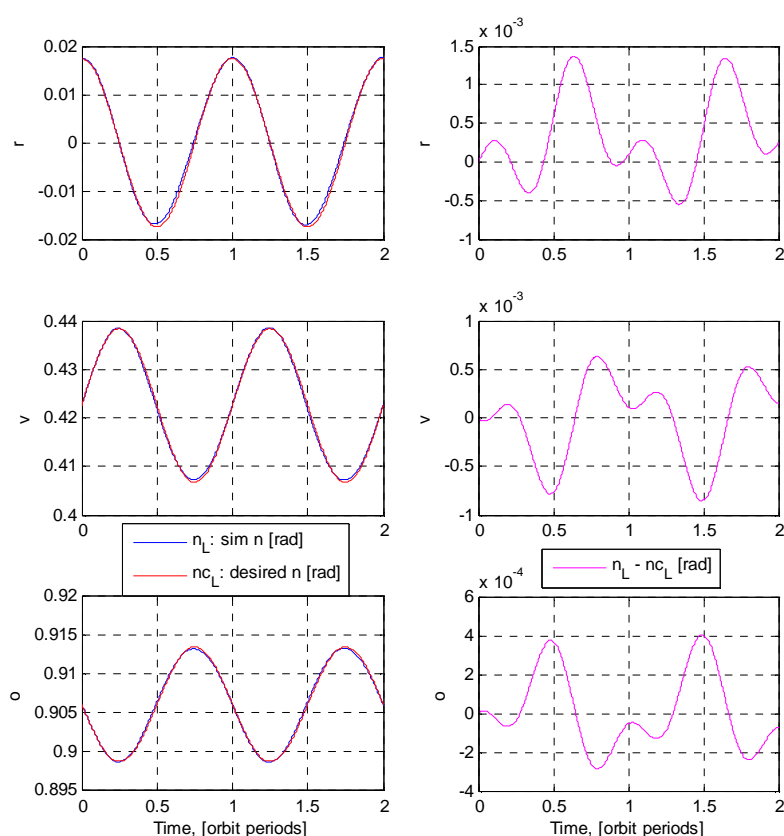 0.02
0.01
0
-0.01
-0.02
r
0 0.5 1 1.5 2
x 10^-3
1.5
1
0.5
0
-0.5
-1
r
0 0.5 1 1.5 2
0.44
0.43
0.42
0.41
0.4
v
0 0.5 1 1.5 2
x 10^-3
1
0.5
0
-0.5
-1
v
0 0.5 1 1.5 2
n_L: sim n [rad]
nc_L: desired n [rad]
n_L - nc_L [rad]
0.92
0.915
0.91
0.905
0.9
0.895
o
0 0.5 1 1.5 2
Time, [orbit periods]
x 10^-4
6
4
2
0
-2
-4
o
0 0.5 1 1.5 2
Time, [orbit periods]